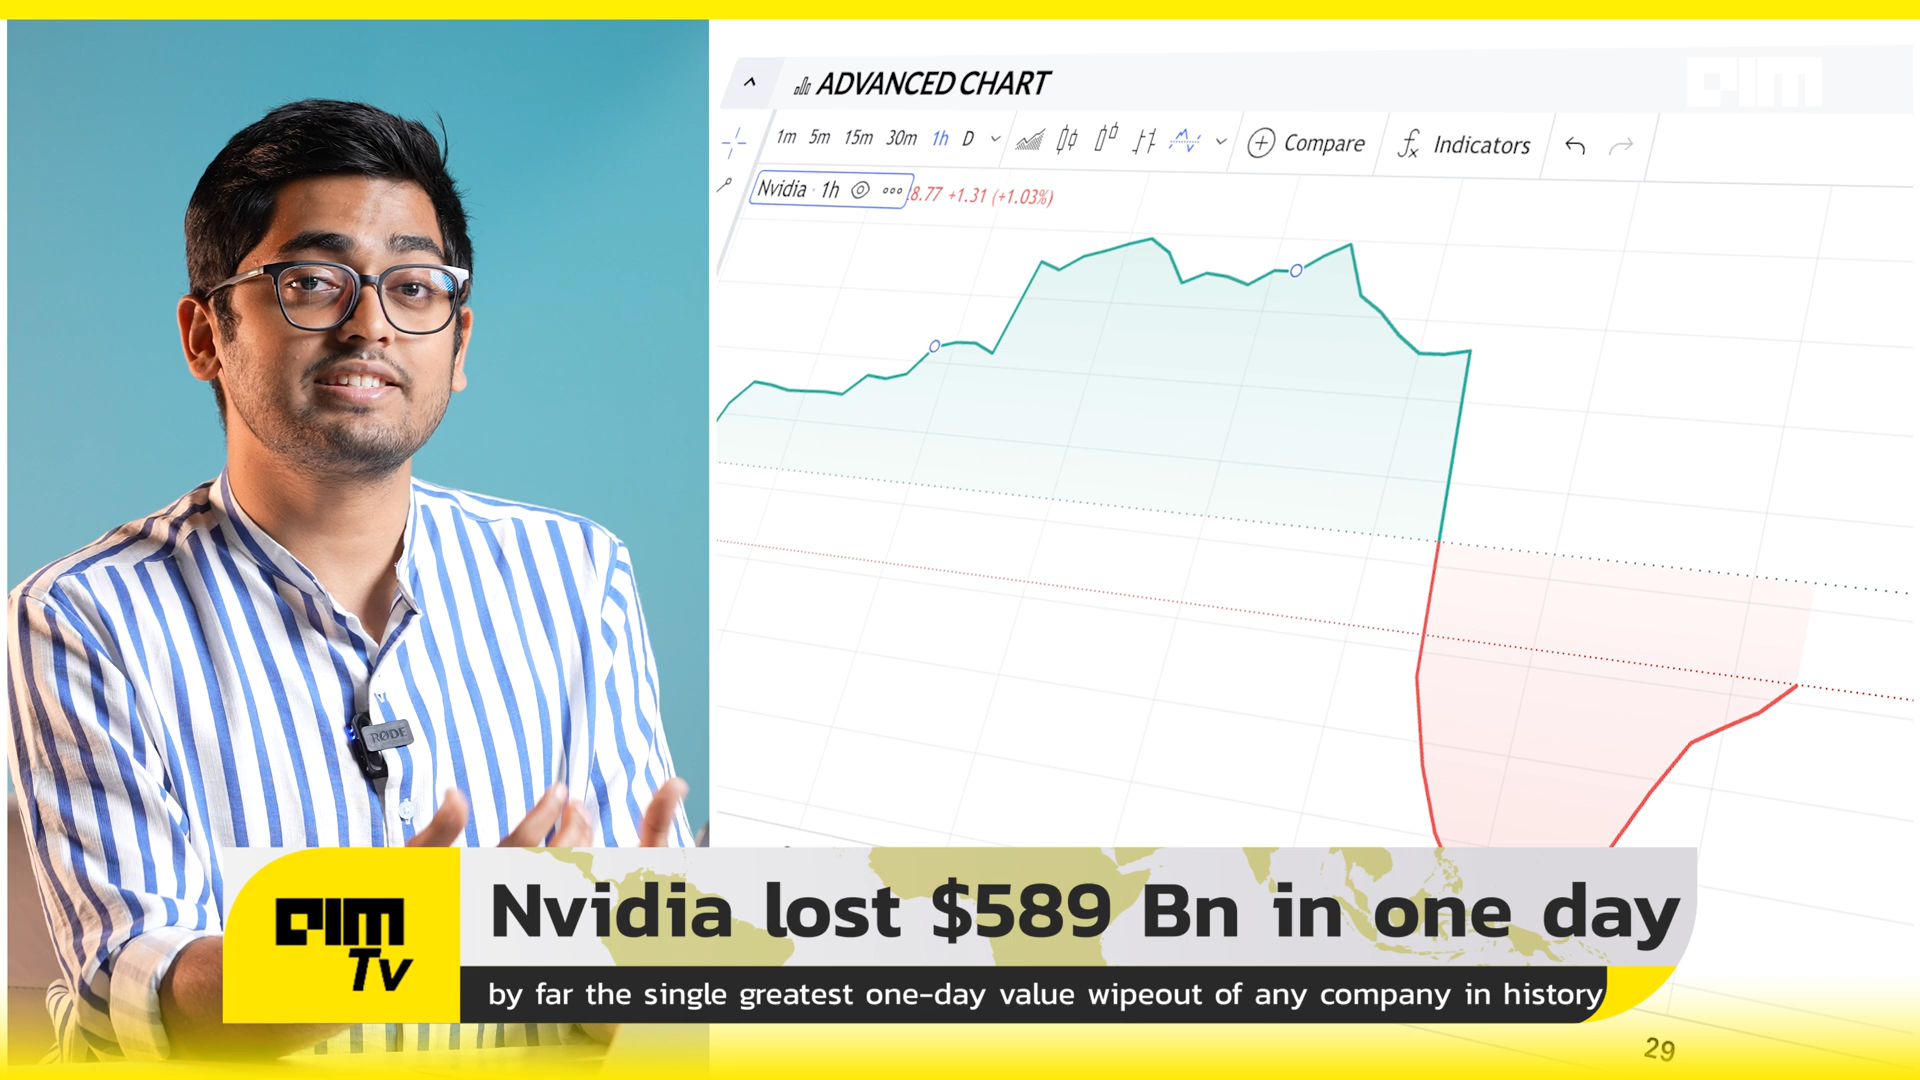 aim
ADVANCED CHART
1m 5m 15m 30m 1h D Compare Indicators
Nvidia · 1h 8.77 +1.31 (+1.03%)
RØDE
aim
Tv
Nvidia lost $589 Bn in one day
by far the single greatest one-day value wipeout of any company in history
29